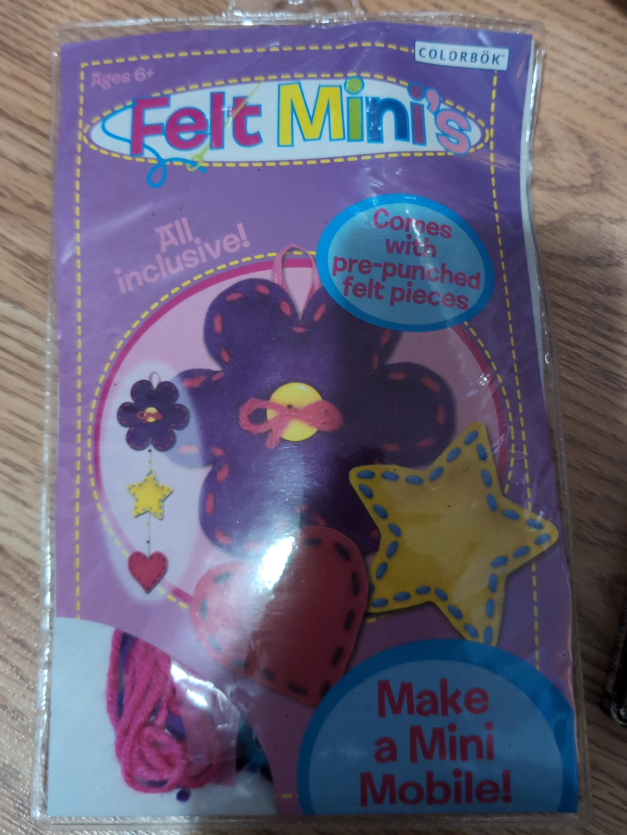 COLORBÖK
Ages 6+
Felt Mini's
All
inclusive!
Comes
with
pre-punched
felt pieces
Make
a Mini
Mobile!